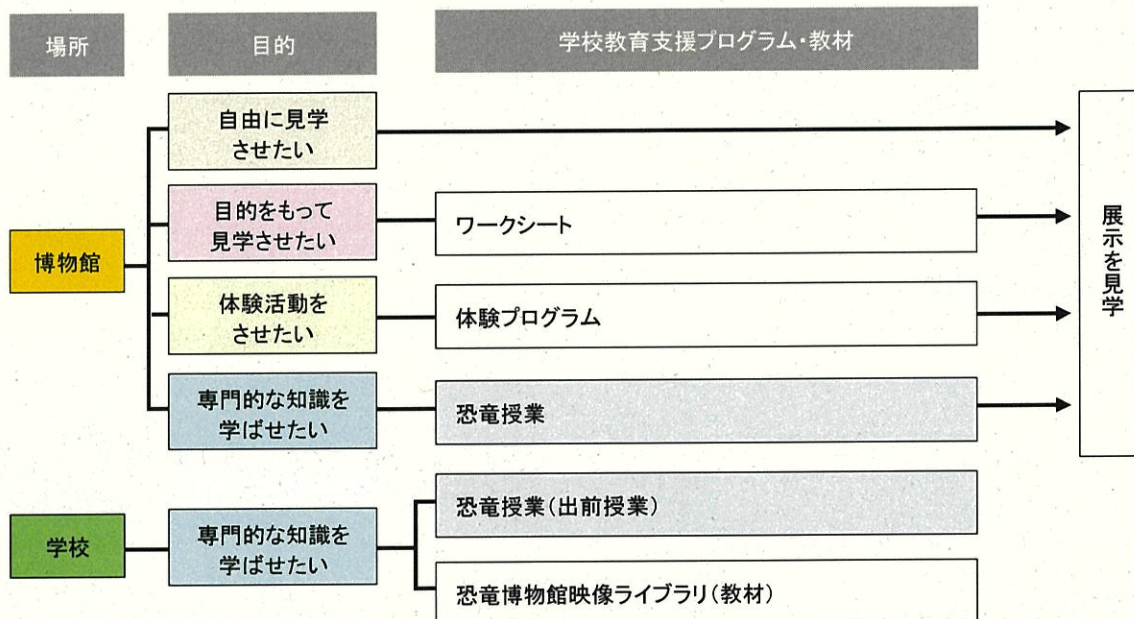 場所
目的
学校教育支援プログラム・教材
自由に見学
させたい
目的をもって
見学させたい
ワークシート
博物館
体験活動を
させたい
体験プログラム
専門的な知識を
学ばせたい
恐竜授業
展示を見学
学校
専門的な知識を
学ばせたい
恐竜授業(出前授業)
恐竜博物館映像ライブラリ(教材)